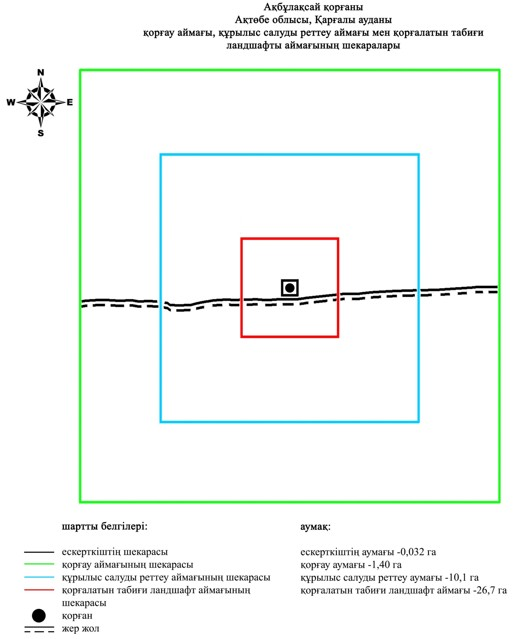 Ақбұлақсай қорғаны
Ақтөбе облысы, Қарғалы ауданы
қорғау аймағы, құрылыс салуды реттеу аймағы мен қорғалатын табиғи
ландшафты аймағының шекаралары
N
W E
S
шартты белгілері:
ескерткіштің шекарасы
қорғау аймағының шекарасы
құрылыс салуды реттеу аймағының шекарасы
қорғалатын табиғи ландшафт аймағының
шекарасы
қорған
жер жол
аумақ:
ескерткіштің аумағы -0,032 га
қорғау аумағы -1,40 га
құрылыс салуды реттеу аумағы -10,1 га
қорғалатын табиғи ландшафт аймағы -26,7 га